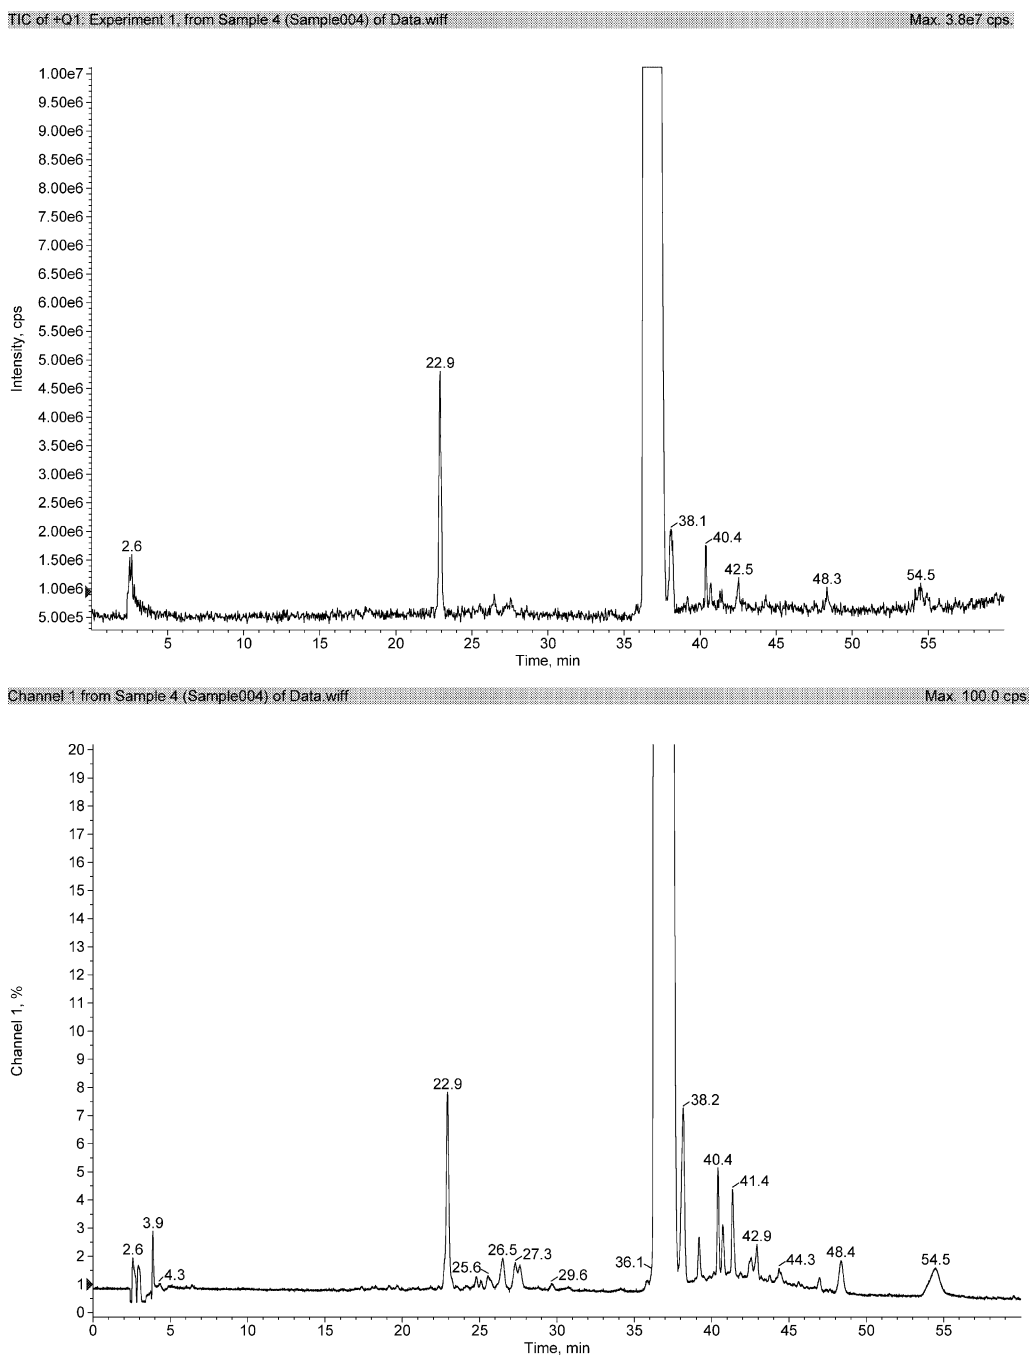 TIC of +Q1: Experiment 1, from Sample 4 (Sample004) of Data.wiff Max. 3.8e7 cps.
1.00e7
9.50e6
9.00e6
8.50e6
8.00e6
7.50e6
7.00e6
6.50e6
6.00e6
5.50e6
5.00e6
4.50e6
4.00e6
3.50e6
3.00e6
2.50e6
2.00e6
1.50e6
1.00e6
5.00e5
Intensity, cps
2.6
22.9
38.1
40.4
42.5
48.3
54.5
5 10 15 20 25 30 35 40 45 50 55
Time, min
Channel 1 from Sample 4 (Sample004) of Data.wiff Max. 100.0 cps.
20
19
18
17
16
15
14
13
12
11
10
9
8
7
6
5
4
3
2
1
0
Channel 1, %
2.6
3.9
4.3
22.9
25.6
26.5
27.3
29.6
36.1
38.2
40.4
41.4
42.9
44.3
48.4
54.5
0 5 10 15 20 25 30 35 40 45 50 55
Time, min